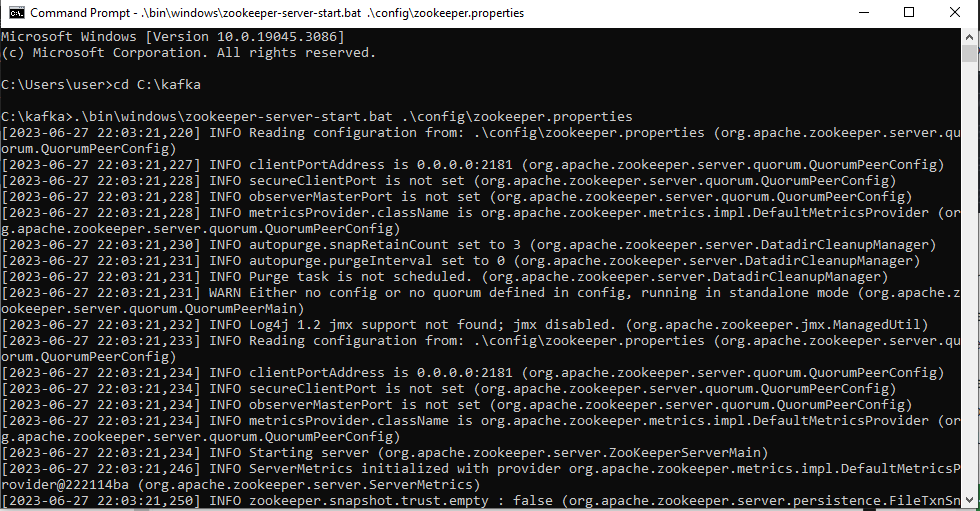 Command Prompt - .\bin\windows\zookeeper-server-start.bat .\config\zookeeper.properties
Microsoft Windows [Version 10.0.19045.3086]
(c) Microsoft Corporation. All rights reserved.
C:\Users\user>cd C:\kafka
C:\kafka>.\bin\windows\zookeeper-server-start.bat .\config\zookeeper.properties
[2023-06-27 22:03:21,220] INFO Reading configuration from: .\config\zookeeper.properties (org.apache.zookeeper.server.qu
orum.QuorumPeerConfig)
[2023-06-27 22:03:21,227] INFO clientPortAddress is 0.0.0.0:2181 (org.apache.zookeeper.server.quorum.QuorumPeerConfig)
[2023-06-27 22:03:21,228] INFO secureClientPort is not set (org.apache.zookeeper.server.quorum.QuorumPeerConfig)
[2023-06-27 22:03:21,228] INFO observerMasterPort is not set (org.apache.zookeeper.server.quorum.QuorumPeerConfig)
[2023-06-27 22:03:21,228] INFO metricsProvider.className is org.apache.zookeeper.metrics.impl.DefaultMetricsProvider (or
g.apache.zookeeper.server.quorum.QuorumPeerConfig)
[2023-06-27 22:03:21,230] INFO autopurge.snapRetainCount set to 3 (org.apache.zookeeper.server.DatadirCleanupManager)
[2023-06-27 22:03:21,231] INFO autopurge.purgeInterval set to 0 (org.apache.zookeeper.server.DatadirCleanupManager)
[2023-06-27 22:03:21,231] INFO Purge task is not scheduled. (org.apache.zookeeper.server.DatadirCleanupManager)
[2023-06-27 22:03:21,231] WARN Either no config or no quorum defined in config, running in standalone mode (org.apache.z
ookeeper.server.quorum.QuorumPeerMain)
[2023-06-27 22:03:21,232] INFO Log4j 1.2 jmx support not found; jmx disabled. (org.apache.zookeeper.jmx.ManagedUtil)
[2023-06-27 22:03:21,233] INFO Reading configuration from: .\config\zookeeper.properties (org.apache.zookeeper.server.qu
orum.QuorumPeerConfig)
[2023-06-27 22:03:21,234] INFO clientPortAddress is 0.0.0.0:2181 (org.apache.zookeeper.server.quorum.QuorumPeerConfig)
[2023-06-27 22:03:21,234] INFO secureClientPort is not set (org.apache.zookeeper.server.quorum.QuorumPeerConfig)
[2023-06-27 22:03:21,234] INFO observerMasterPort is not set (org.apache.zookeeper.server.quorum.QuorumPeerConfig)
[2023-06-27 22:03:21,234] INFO metricsProvider.className is org.apache.zookeeper.metrics.impl.DefaultMetricsProvider (or
g.apache.zookeeper.server.quorum.QuorumPeerConfig)
[2023-06-27 22:03:21,234] INFO Starting server (org.apache.zookeeper.server.ZooKeeperServerMain)
[2023-06-27 22:03:21,246] INFO ServerMetrics initialized with provider org.apache.zookeeper.metrics.impl.DefaultMetricsP
rovider@222114ba (org.apache.zookeeper.server.ServerMetrics)
[2023-06-27 22:03:21,250] INFO zookeeper.snapshot.trust.empty : false (org.apache.zookeeper.server.persistence.FileTxnSn